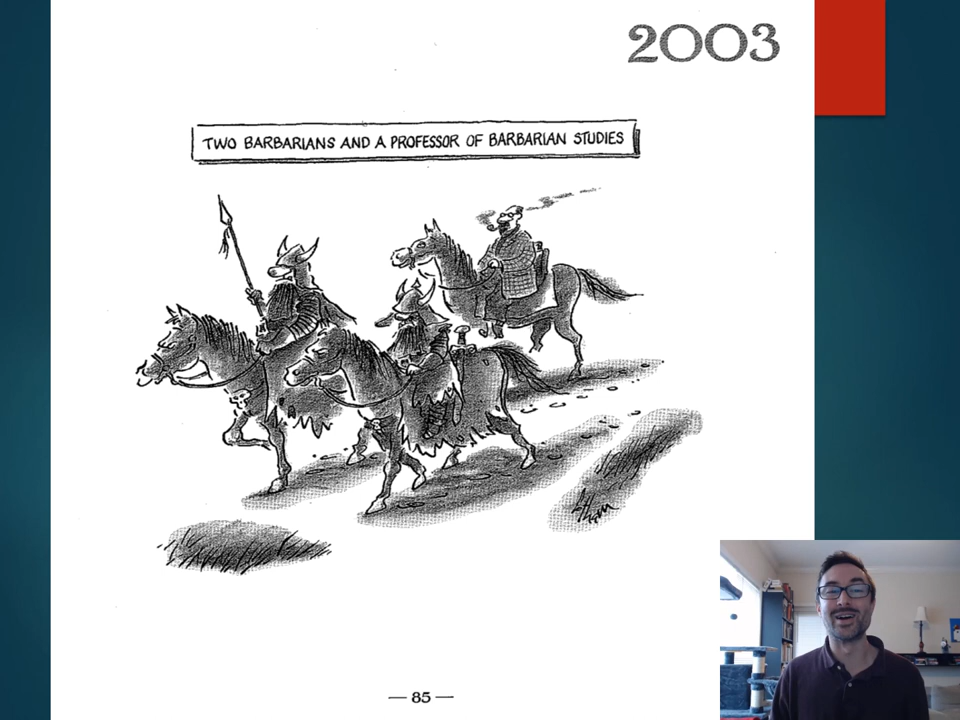 2003
TWO BARBARIANS AND A PROFESSOR OF BARBARIAN STUDIES
— 85 —